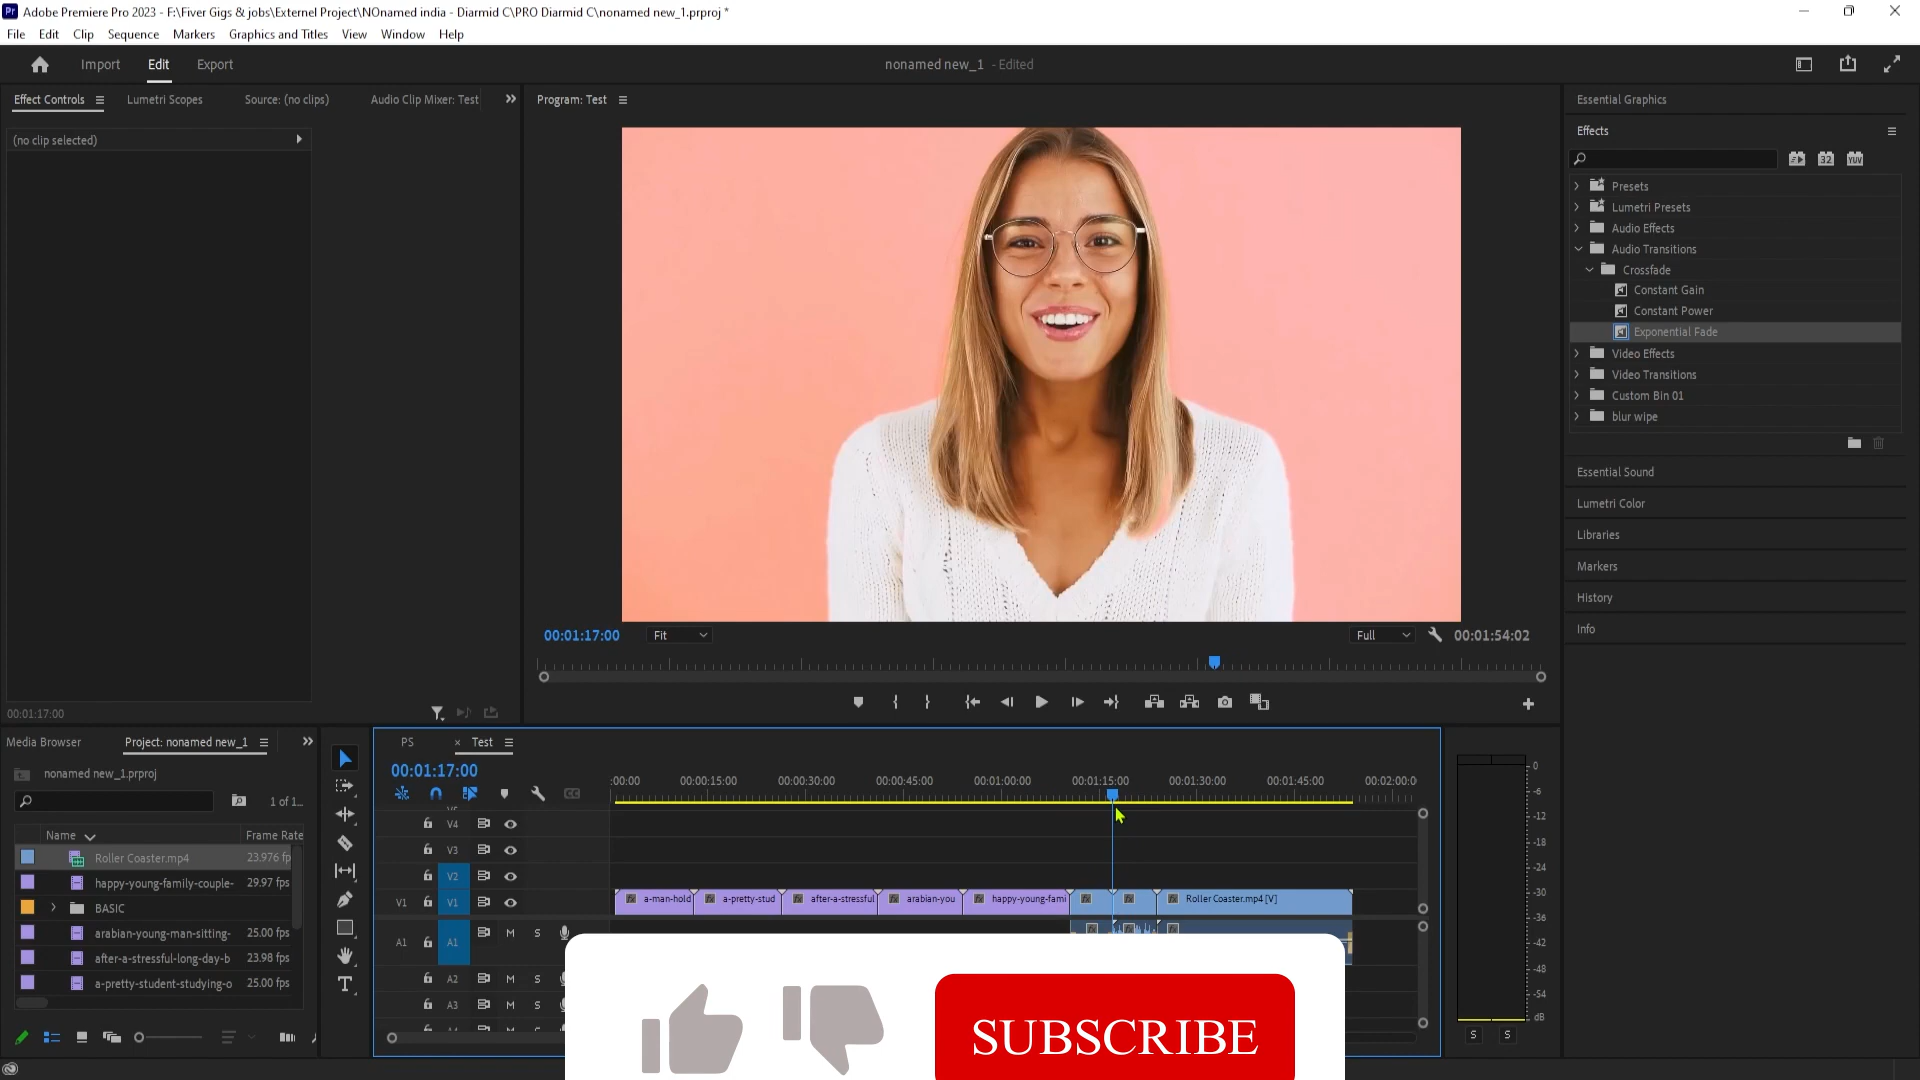 Adobe Premiere Pro 2023 - F:\Fiver Gigs & jobs\Externel Project\NOnamed india - Diarmid C\PRO Diarmid C\nonamed new_1.prproj *
File Edit Clip Sequence Markers Graphics and Titles View Window Help
Import Edit Export
nonamed new_1 - Edited
Effect Controls Lumetri Scopes Source: (no clips) Audio Clip Mixer: Test
(no clip selected)
00:01:17:00
Program: Test
00:01:17:00 Fit Full 00:01:54:02
Essential Graphics
Effects
Presets
Lumetri Presets
Audio Effects
Audio Transitions
Crossfade
Constant Gain
Constant Power
Exponential Fade
Video Effects
Video Transitions
Custom Bin 01
blur wipe
Essential Sound
Lumetri Color
Libraries
Markers
History
Info
Media Browser Project: nonamed new_1
nonamed new_1.prproj
1 of 1...
Name Frame Rate
Roller Coaster.mp4 23.976 fp
happy-young-family-couple- 29.97 fps
BASIC
arabian-young-man-sitting- 25.00 fps
after-a-stressful-long-day-b 23.98 fps
a-pretty-student-studying-o 25.00 fps
PS × Test
00:01:17:00
:00:00 00:00:15:00 00:00:30:00 00:00:45:00 00:01:00:00 00:01:15:00 00:01:30:00 00:01:45:00 00:02:00:0
V4
V3
V2
V1 V1 a-man-hold a-pretty-stud after-a-stressful arabian-you happy-young-fami Roller Coaster.mp4 [V]
A1 A1 M S
A2 M S
A3 M S
0
-6
-12
-18
-24
-30
-36
-42
-48
-54
dB
S S
SUBSCRIBE